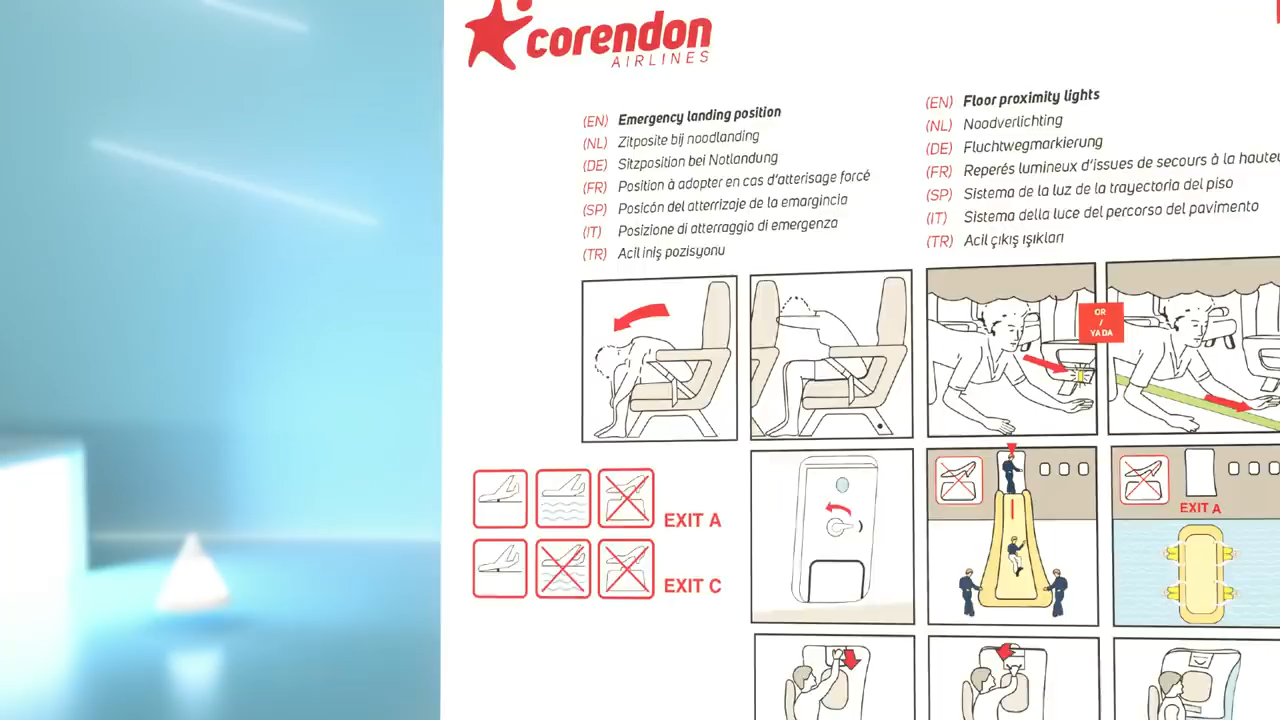 corendon
AIRLINES
(EN) Emergency landing position
(NL) Zitposite bij noodlanding
(DE) Sitzposition bei Notlandung
(FR) Position à adopter en cas d'atterisage forcé
(SP) Posicón del atterrizaje de la emargincia
(IT) Posizione di atterraggio di emergenza
(TR) Acil iniş pozisyonu
(EN) Floor proximity lights
(NL) Noodverlichting
(DE) Fluchtwegmarkierung
(FR) Reperés lumineux d'issues de secours à la hauteu
(SP) Sistema de la luz de la trayectoria del piso
(IT) Sistema della luce del percorso del pavimento
(TR) Acil çıkış ışıkları
OR
/
YA DA
EXIT A
EXIT C
EXIT A